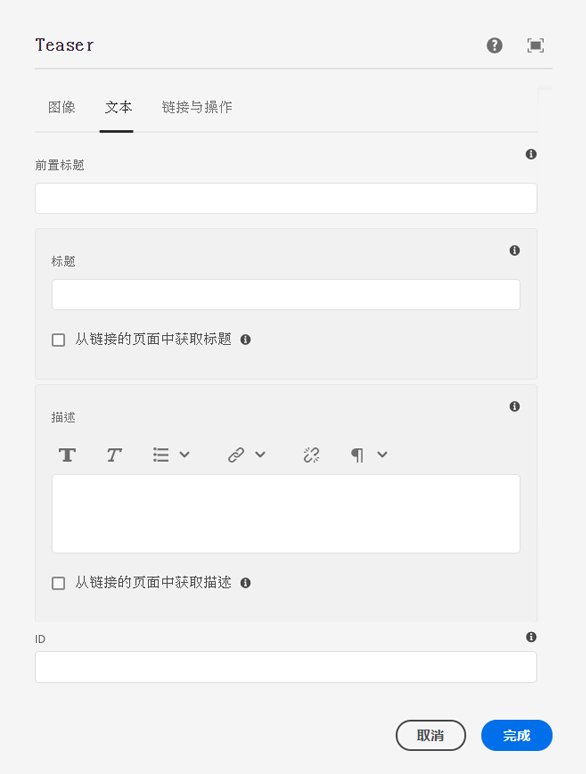 Teaser
图像 文本 链接与操作
前置标题
标题
从链接的页面中获取标题
描述
从链接的页面中获取描述
ID
取消 完成